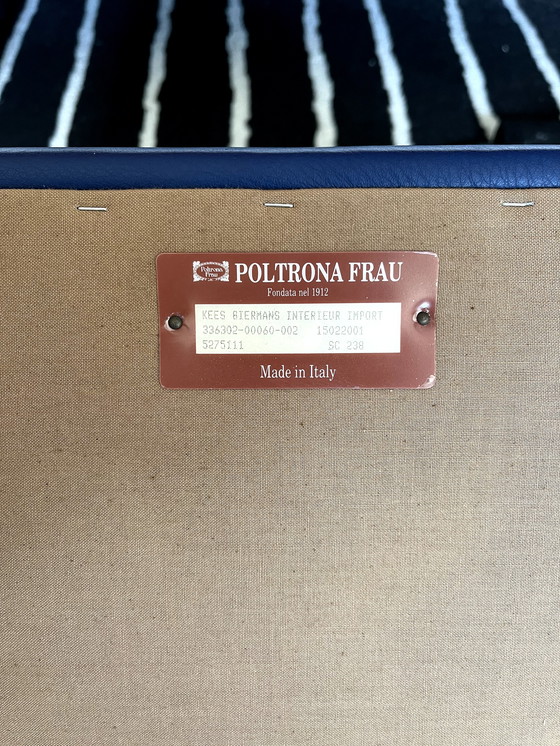 Poltrona
Frau
POLTRONA FRAU
Fondata nel 1912
KEES BIERMANS INTERIEUR IMPORT
336302-00060-002 15022001
5275111 SC 238
Made in Italy